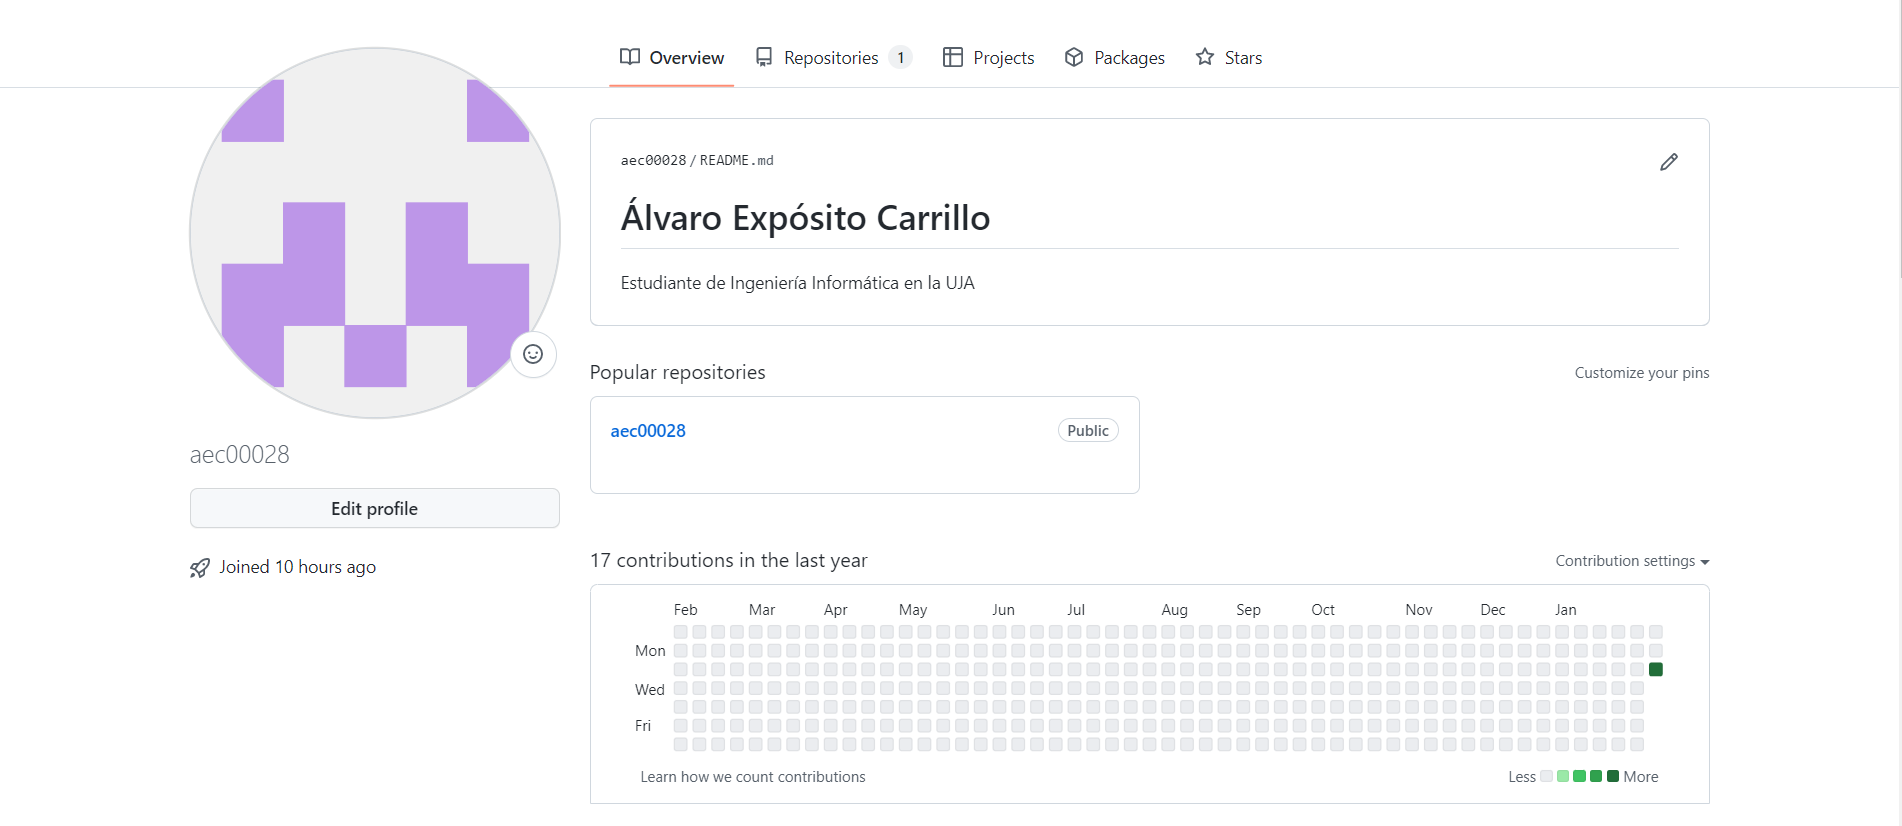 Overview Repositories 1 Projects Packages Stars
aec00028/README.md
Álvaro Expósito Carrillo
Estudiante de Ingeniería Informática en la UJA
aec00028
Edit profile
Joined 10 hours ago
Popular repositories Customize your pins
aec00028 Public
17 contributions in the last year Contribution settings
Feb Mar Apr May Jun Jul Aug Sep Oct Nov Dec Jan
Mon
Wed
Fri
Learn how we count contributions Less More